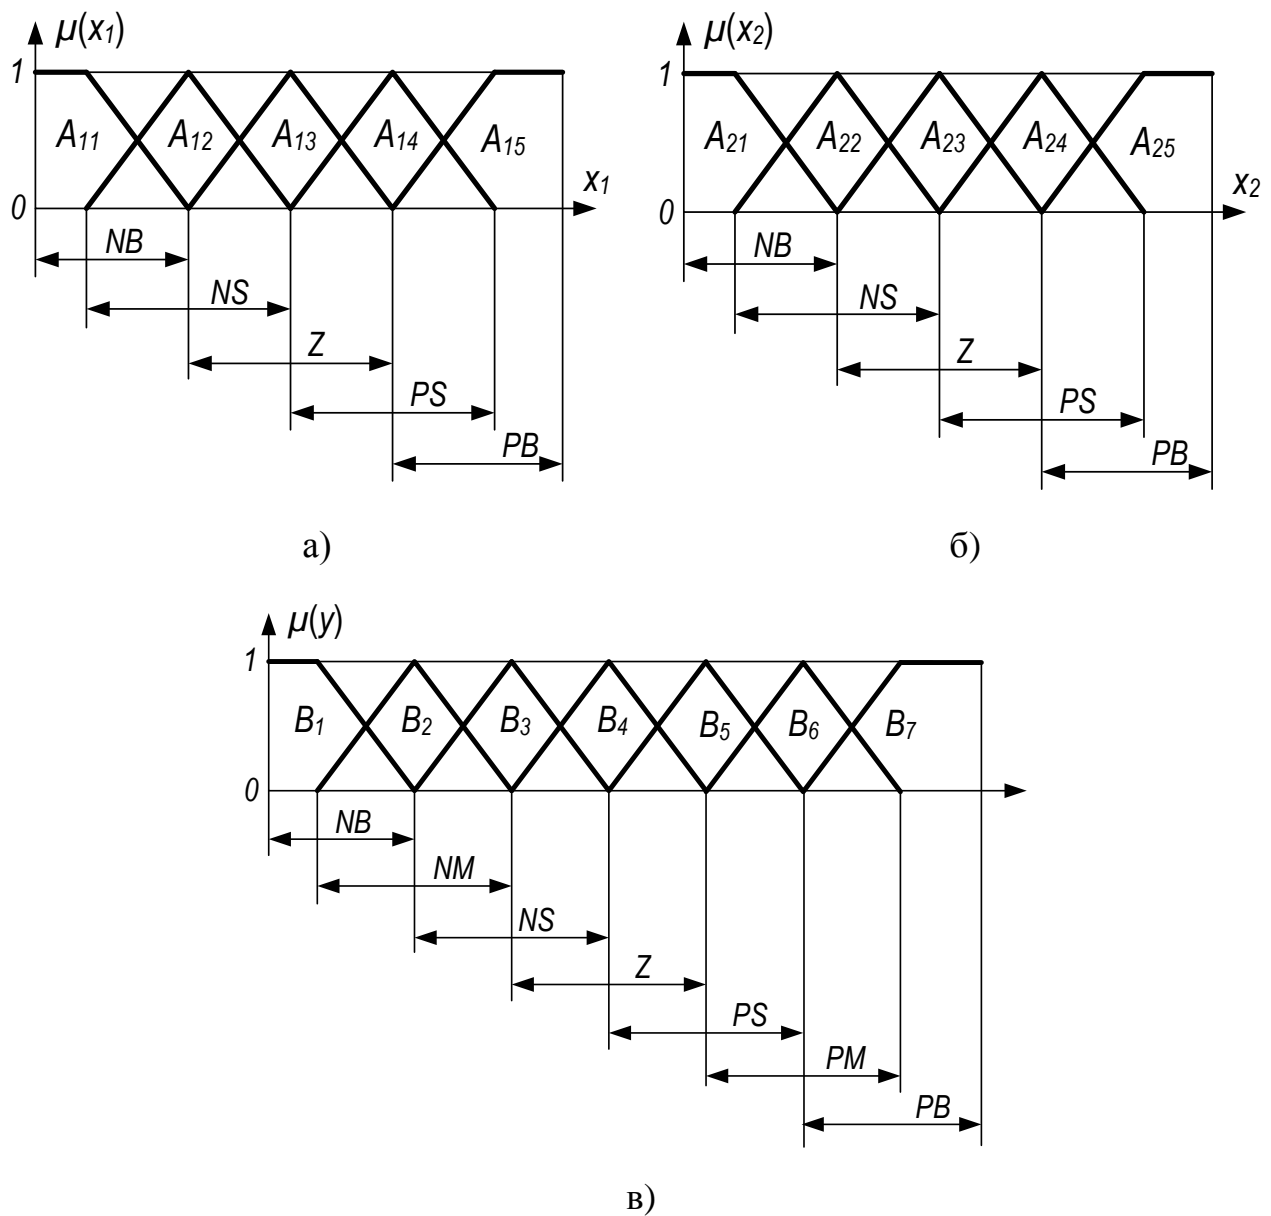 μ(x1) μ(x2)
1 1
A11 A12 A13 A14 A15 A21 A22 A23 A24 A25
x1 x2
0 0
NB NB
NS NS
Z Z
PS PS
PB PB
а) б)
μ(y)
1
B1 B2 B3 B4 B5 B6 B7
0
NB
NM
NS
Z
PS
PM
PB
в)